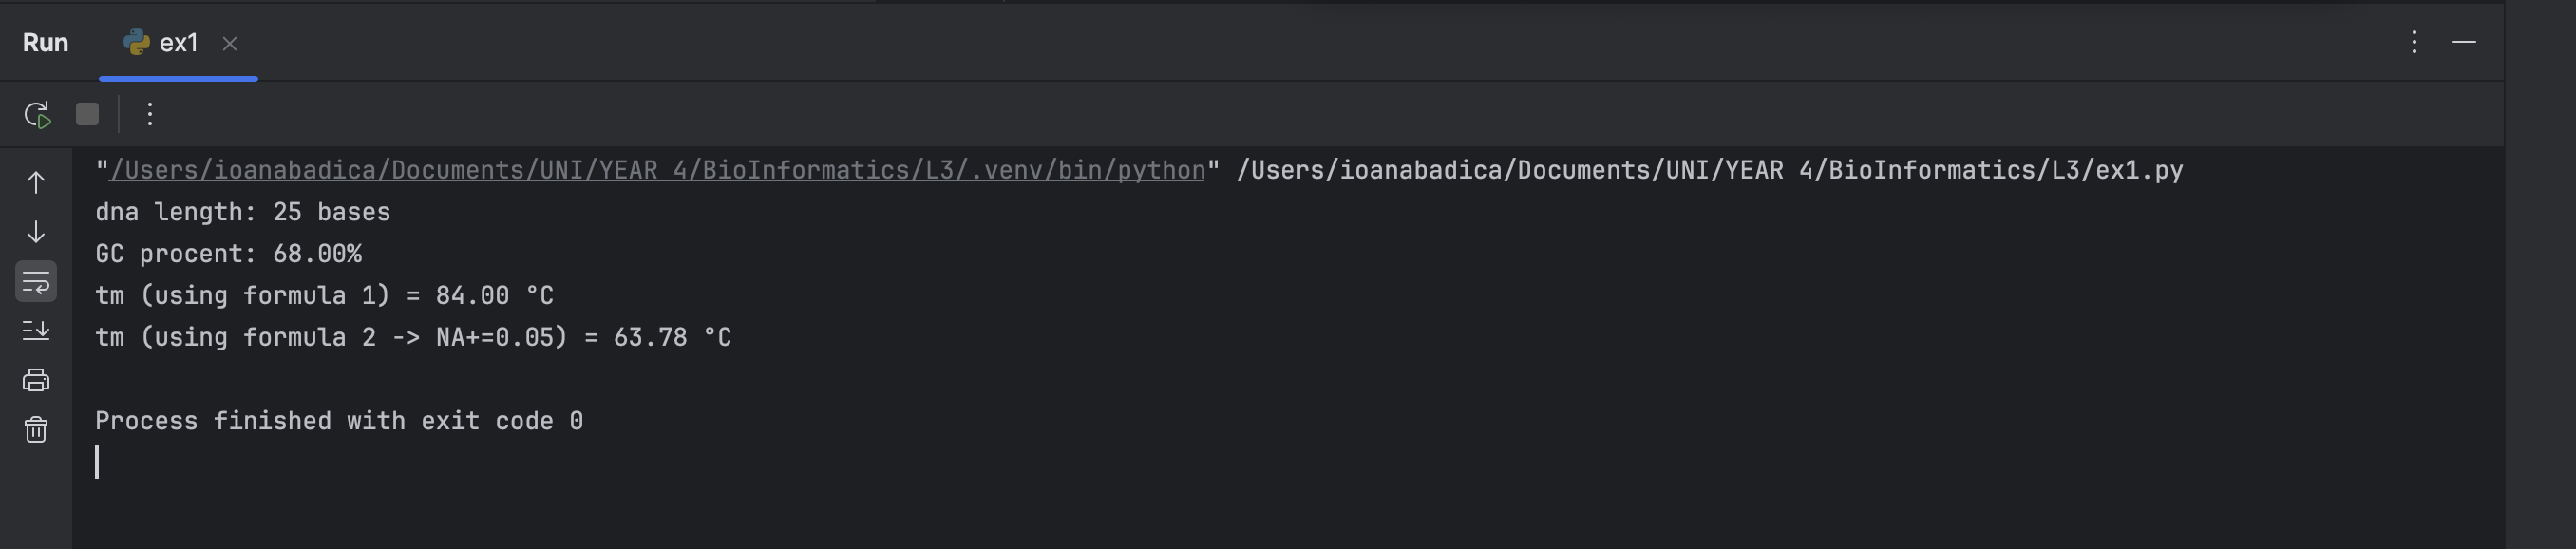 Run ex1
"/Users/ioanabadica/Documents/UNI/YEAR 4/BioInformatics/L3/.venv/bin/python" /Users/ioanabadica/Documents/UNI/YEAR 4/BioInformatics/L3/ex1.py
dna length: 25 bases
GC procent: 68.00%
tm (using formula 1) = 84.00 °C
tm (using formula 2 -> NA+=0.05) = 63.78 °C
Process finished with exit code 0